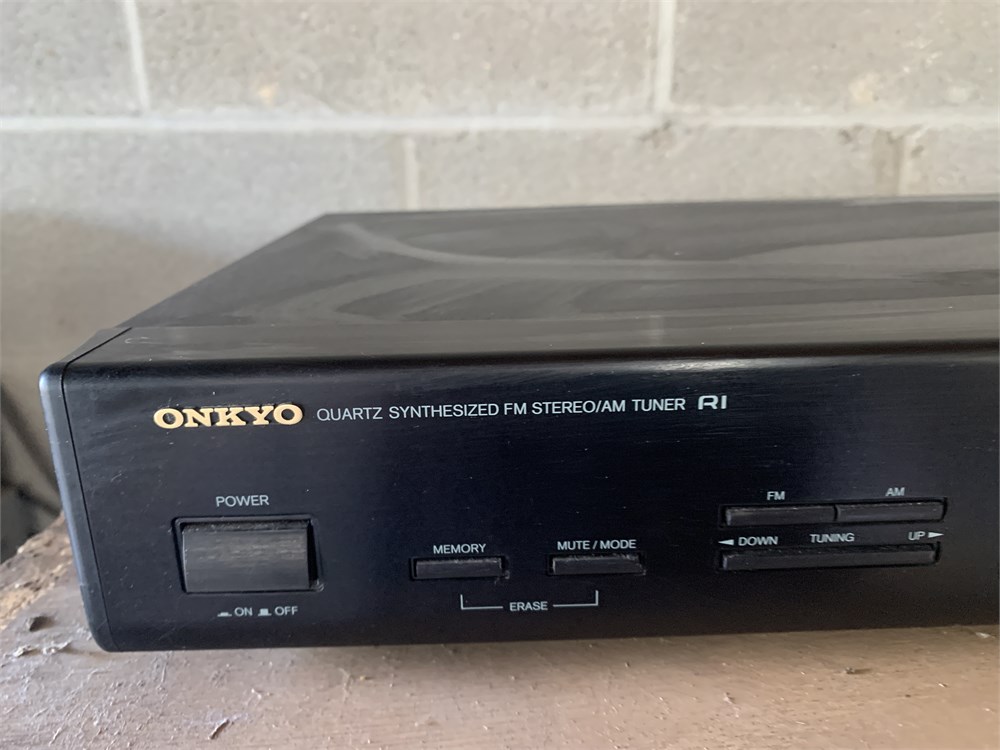 ONKYO QUARTZ SYNTHESIZED FM STEREO/AM TUNER RI
POWER
FM AM
MEMORY MUTE / MODE ◄ DOWN TUNING UP ►
ON OFF ERASE